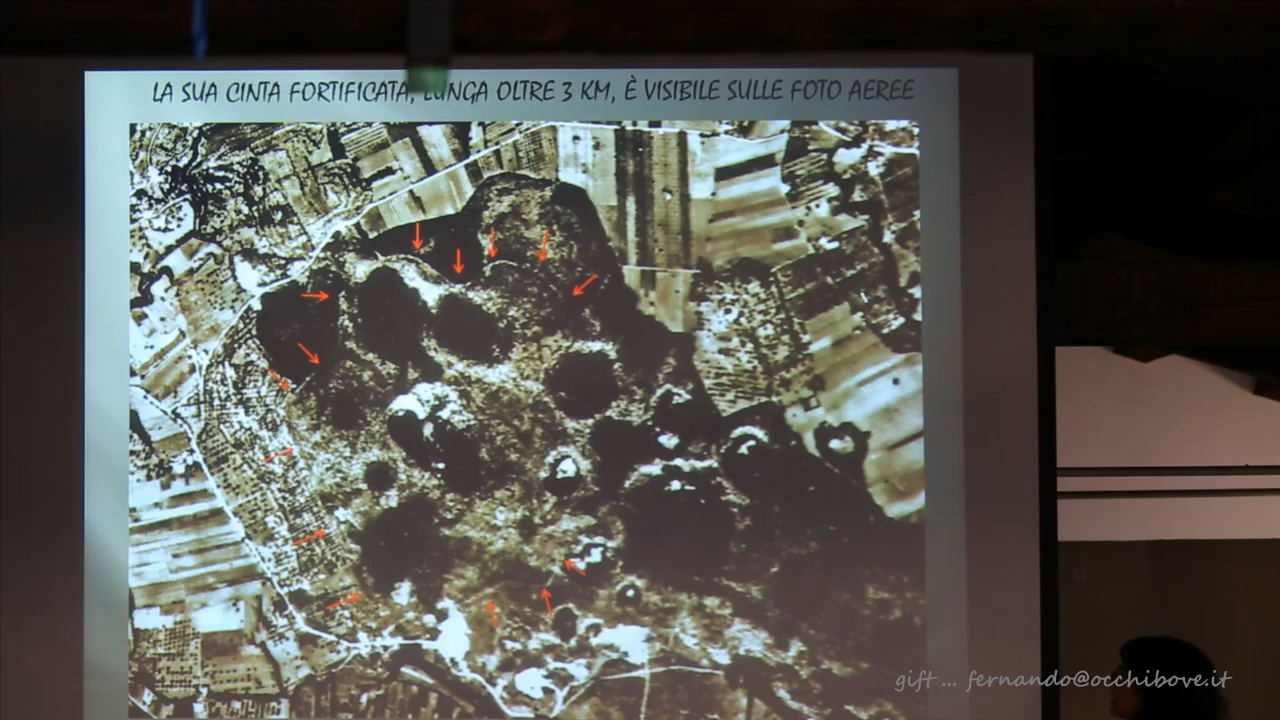 LA SUA CINTA FORTIFICATA, LUNGA OLTRE 3 KM, È VISIBILE SULLE FOTO AEREE
gift ... fernando@occhibove.it